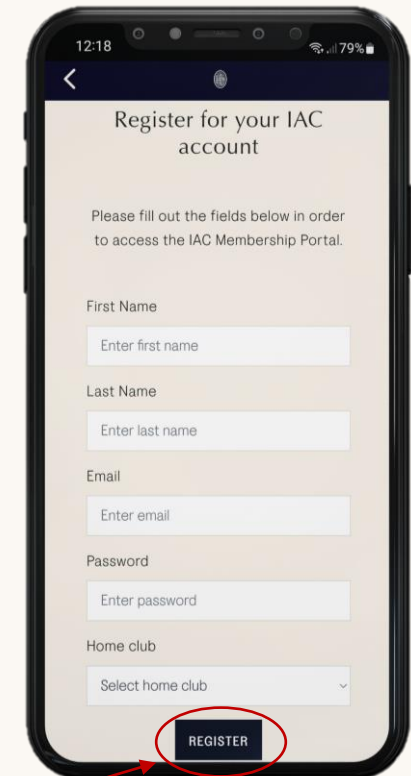 12:18
79%
Register for your IAC
account
Please fill out the fields below in order
to access the IAC Membership Portal.
First Name
Enter first name
Last Name
Enter last name
Email
Enter email
Password
Enter password
Home club
Select home club
REGISTER